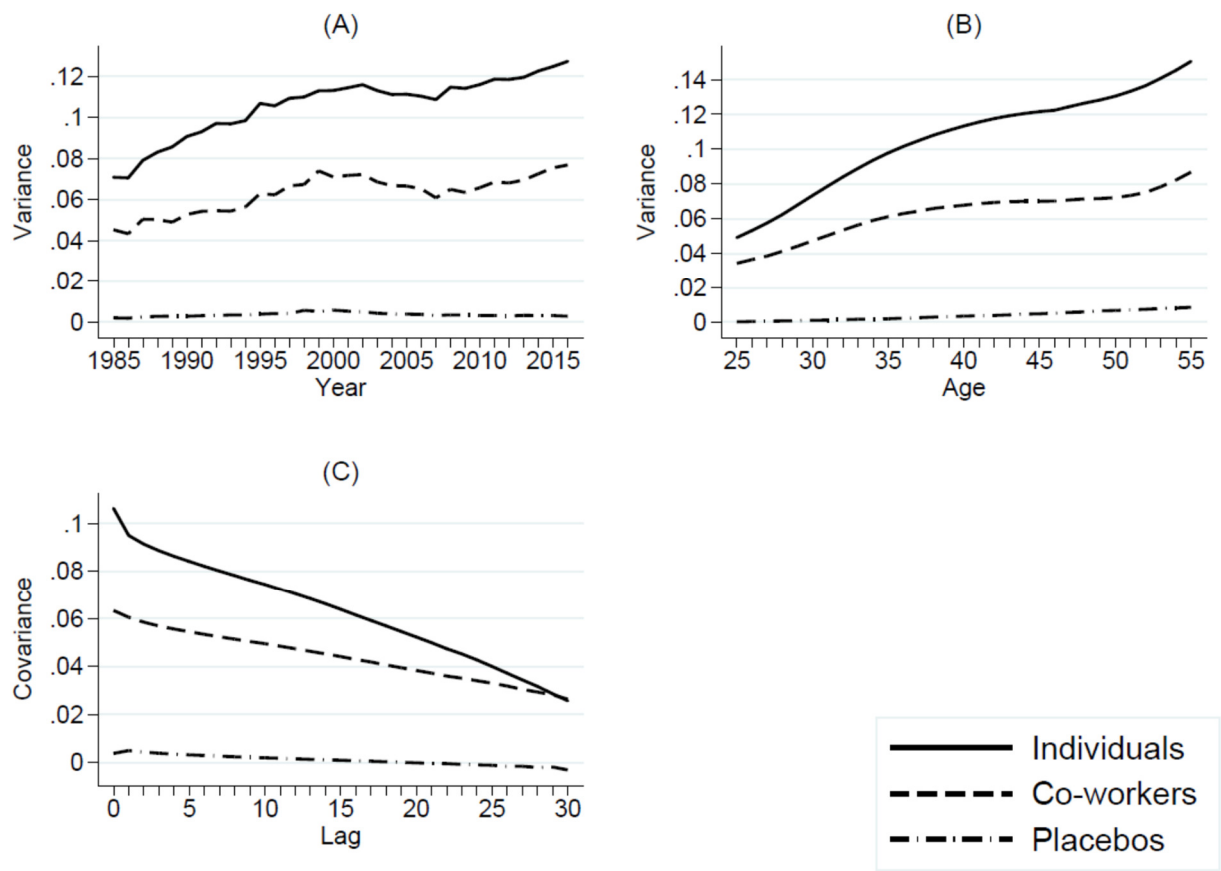 (A)
Variance
.12
.1
.08
.06
.04
.02
0
1985 1990 1995 2000 2005 2010 2015
Year
(B)
Variance
.14
.12
.1
.08
.06
.04
.02
0
25 30 35 40 45 50 55
Age
(C)
Covariance
.1
.08
.06
.04
.02
0
0 5 10 15 20 25 30
Lag
Individuals
Co-workers
Placebos